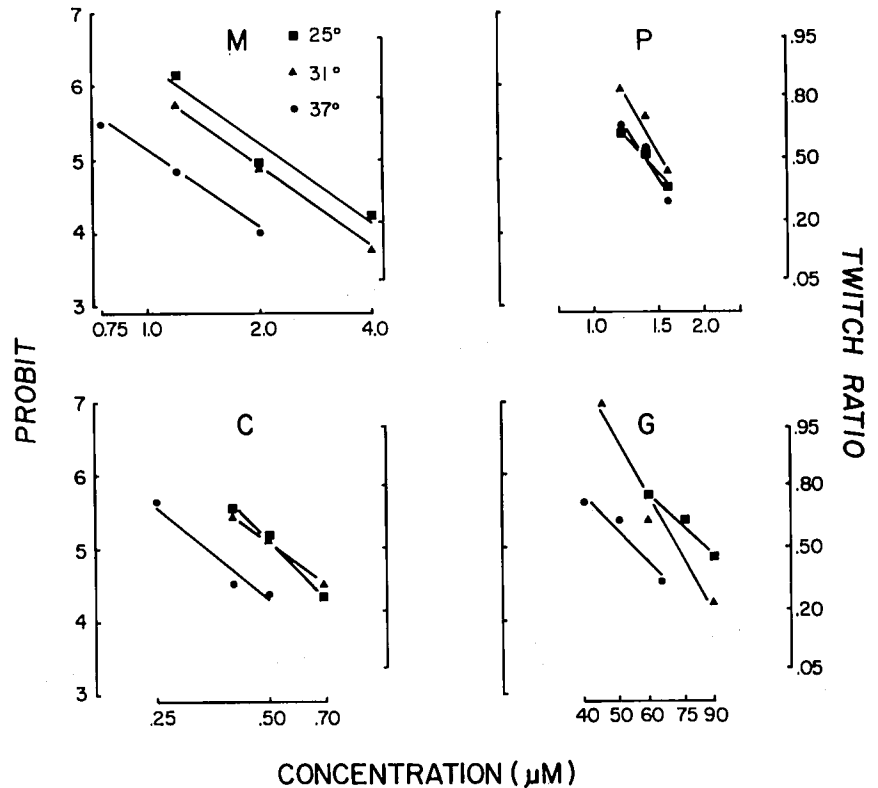 M
■ 25°
▲ 31°
● 37°
7
6
5
4
3
0.75 1.0 2.0 4.0
P
.95
.80
.50
.20
.05
1.0 1.5 2.0
PROBIT
TWITCH RATIO
C
7
6
5
4
3
.25 .50 .70
G
.95
.80
.50
.20
.05
40 50 60 75 90
CONCENTRATION (µM)